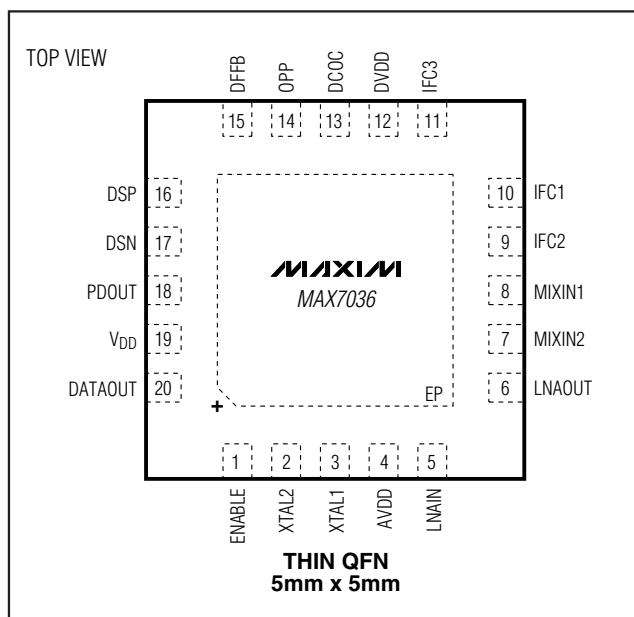 TOP VIEW
DFFB OPP DCOC DVDD IFC3
15 14 13 12 11
DSP 16 10 IFC1
DSN 17 9 IFC2
MAXIM
PDOUT 18 8 MIXIN1
MAX7036
VDD 19 7 MIXIN2
DATAOUT 20 6 LNAOUT
EP
+
1 2 3 4 5
ENABLE XTAL2 XTAL1 AVDD LNAIN
THIN QFN
5mm x 5mm